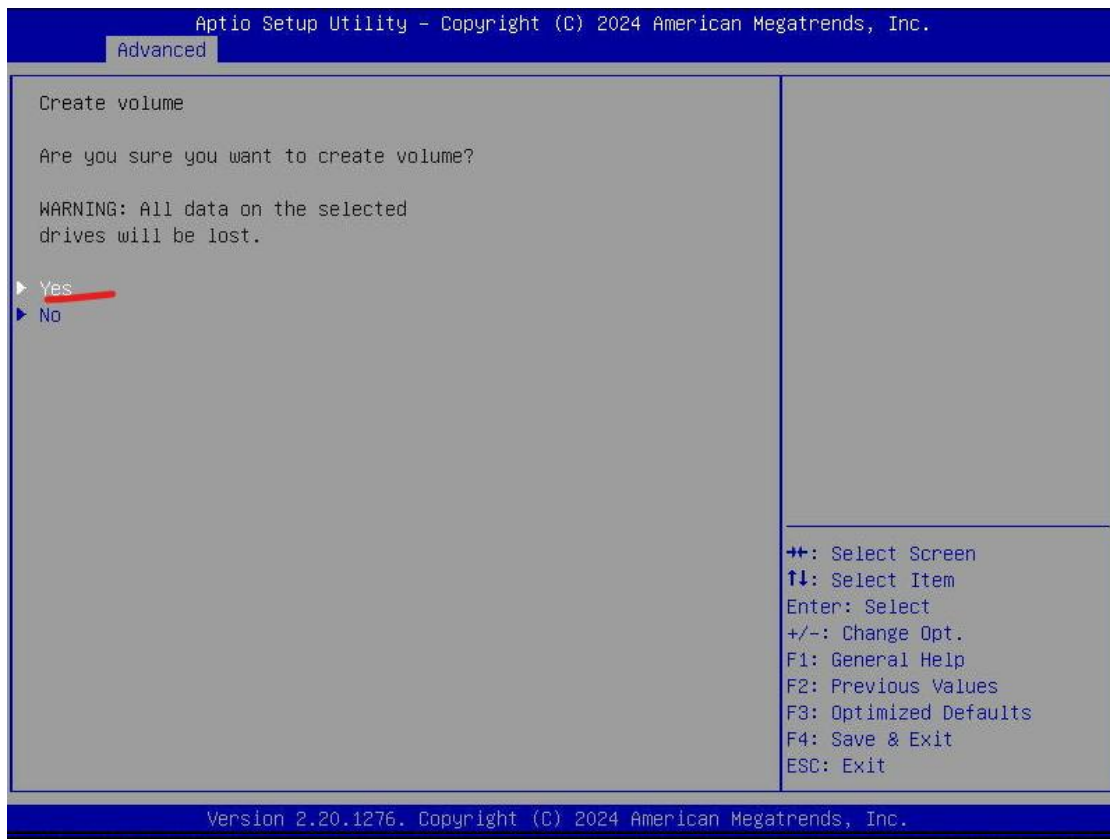 Aptio Setup Utility – Copyright (C) 2024 American Megatrends, Inc.
Advanced
Create volume
Are you sure you want to create volume?
WARNING: All data on the selected
drives will be lost.
▶ Yes
▶ No
→←: Select Screen
↑↓: Select Item
Enter: Select
+/-: Change Opt.
F1: General Help
F2: Previous Values
F3: Optimized Defaults
F4: Save & Exit
ESC: Exit
Version 2.20.1276. Copyright (C) 2024 American Megatrends, Inc.